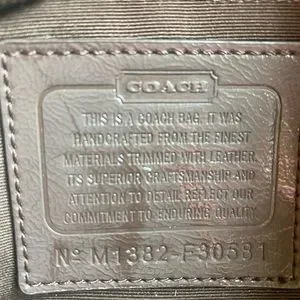 COACH
THIS IS A COACH BAG. IT WAS
HANDCRAFTED FROM THE FINEST
MATERIALS TRIMMED WITH LEATHER.
ITS SUPERIOR CRAFTSMANSHIP AND
ATTENTION TO DETAIL REFLECT OUR
COMMITMENT TO ENDURING QUALITY.
Nº M1382-F30581